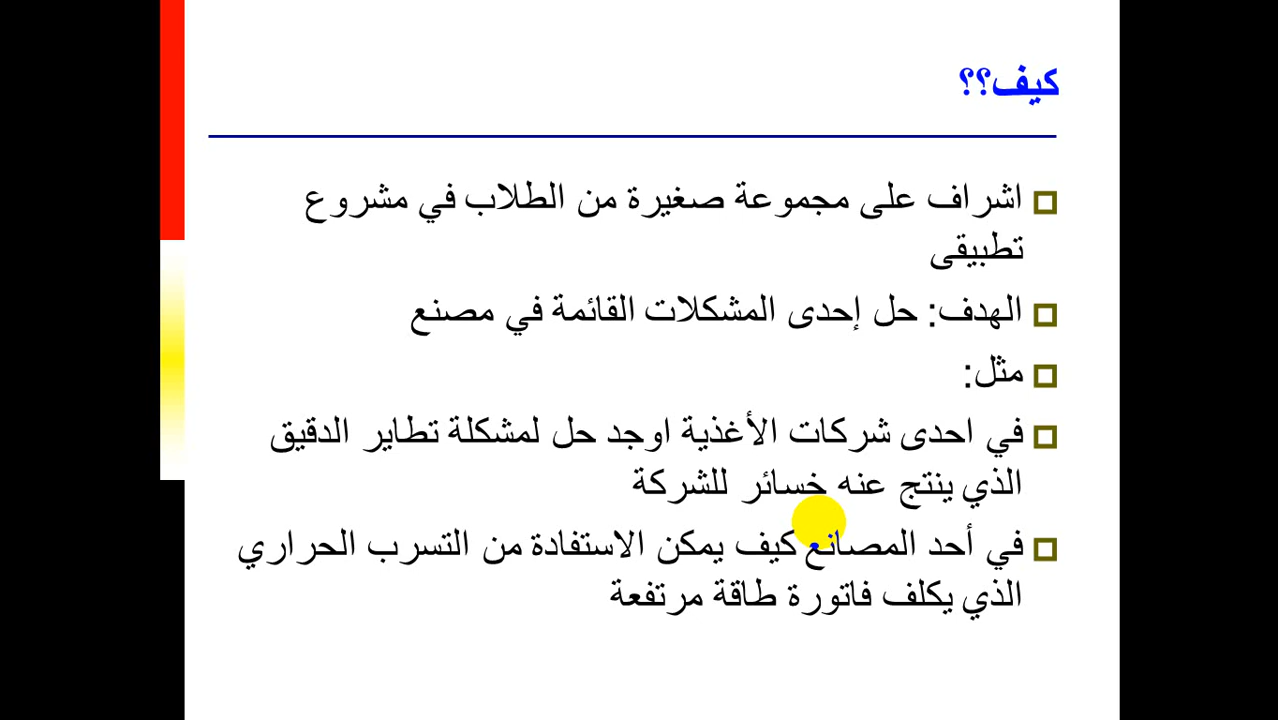 كيف؟؟
اشراف على مجموعة صغيرة من الطلاب في مشروع
تطبيقى
الهدف: حل إحدى المشكلات القائمة في مصنع
مثل:
في احدى شركات الأغذية اوجد حل لمشكلة تطاير الدقيق
الذي ينتج عنه خسائر للشركة
في أحد المصانع كيف يمكن الاستفادة من التسرب الحراري
الذي يكلف فاتورة طاقة مرتفعة